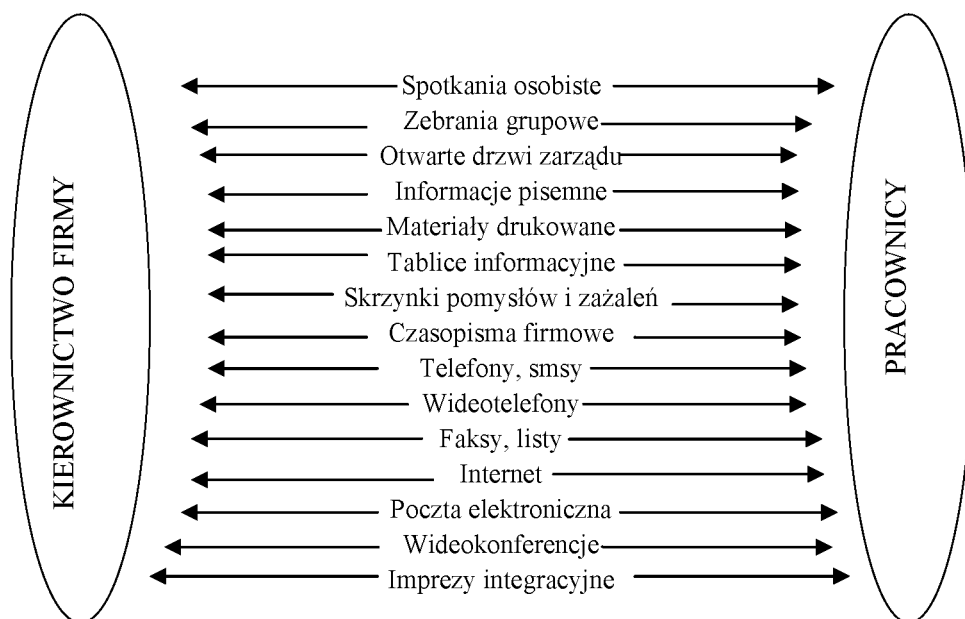 KIEROWNICTWO FIRMY
Spotkania osobiste
Zebrania grupowe
Otwarte drzwi zarządu
Informacje pisemne
Materiały drukowane
Tablice informacyjne
Skrzynki pomysłów i zażaleń
Czasopisma firmowe
Telefony, smsy
Wideotelefony
Faksy, listy
Internet
Poczta elektroniczna
Wideokonferencje
Imprezy integracyjne
PRACOWNICY